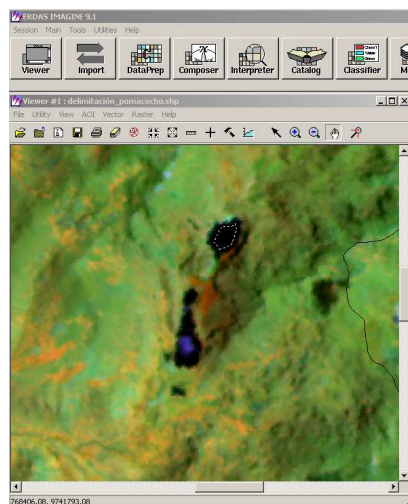 ERDAS IMAGINE 9.1
Session Main Tools Utilities Help
Viewer Import DataPrep Composer Interpreter Catalog Classifier
Viewer #1 : delimitación_pomacocho.shp
File Utility View AOI Vector Raster Help
768406.08, 9741793.08